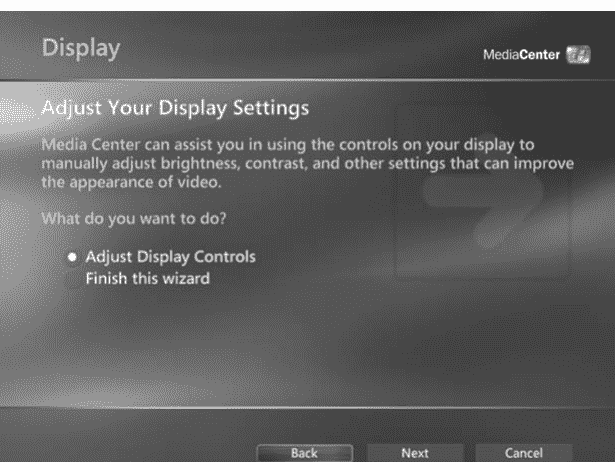 Display
MediaCenter
Adjust Your Display Settings
Media Center can assist you in using the controls on your display to
manually adjust brightness, contrast, and other settings that can improve
the appearance of video.
What do you want to do?
Adjust Display Controls
Finish this wizard
Back Next Cancel